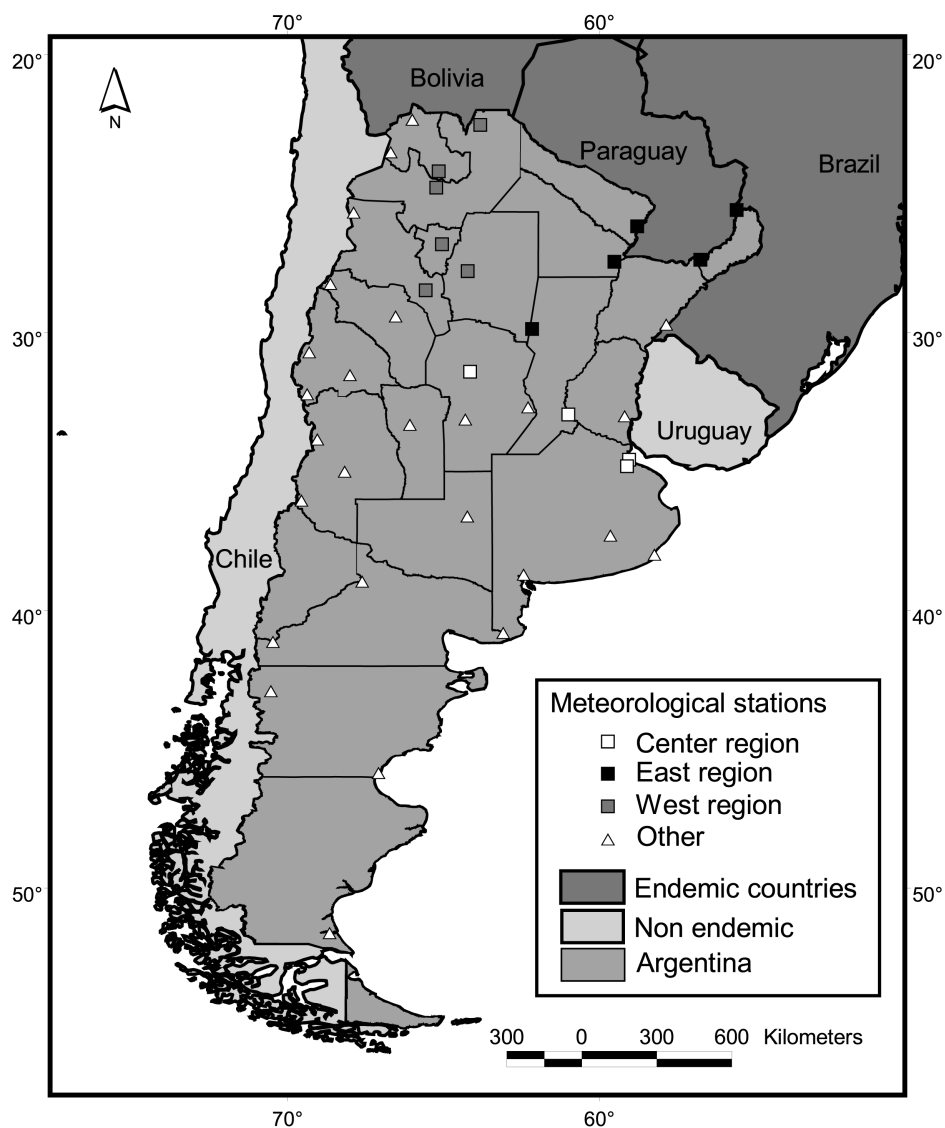 70° 60°
20° 20°
Bolivia
N
Paraguay
Brazil
30° 30°
Uruguay
Chile
40° 40°
Meteorological stations
Center region
East region
West region
Other
50° 50°
Endemic countries
Non endemic
Argentina
300 0 300 600 Kilometers
70° 60°